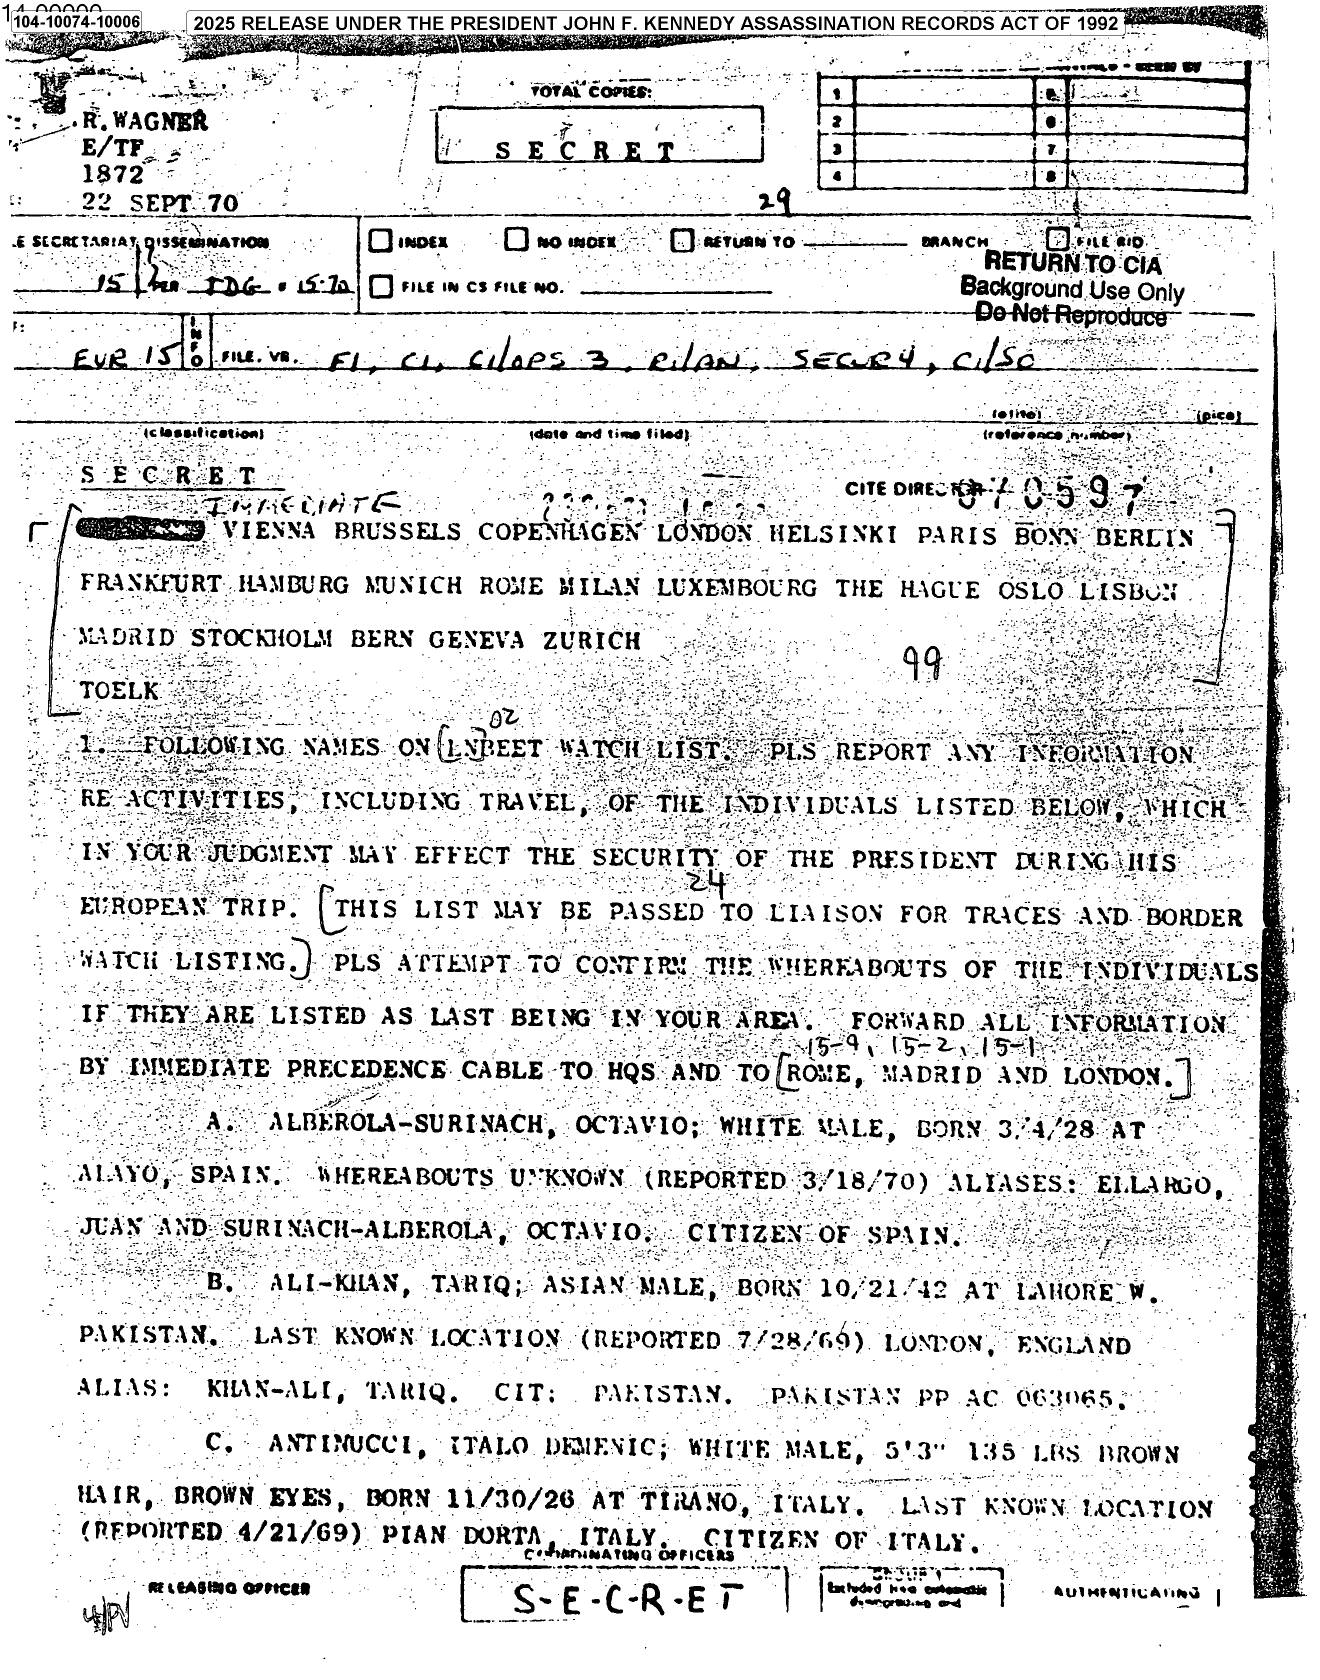 14-00000
104-10074-10006
2025 RELEASE UNDER THE PRESIDENT JOHN F. KENNEDY ASSASSINATION RECORDS ACT OF 1992
TOTAL COPIES:
SEEN BY
1 5
2 6
3 7
4 8
R. WAGNER
E/TF
1872
22 SEPT 70
S E C R E T
29
.E SECRETARIAT DISSEMINATION
15 PER TDG # 15-70
INDEX NO INDEX RETURN TO BRANCH FILE RID
FILE IN CS FILE NO.
RETURN TO CIA
Background Use Only
Do Not Reproduce
EUR 15 INFO FILE. VR. FI, CI, CI/OPS 3, RI/AN, SECUR4, CI/SO
(classification) (date and time filed) (elite) (reference number) (pica)
S E C R E T
IMMEDIATE
CITE DIRECTOR 070597
VIENNA BRUSSELS COPENHAGEN LONDON HELSINKI PARIS BONN BERLIN
FRANKFURT HAMBURG MUNICH ROME MILAN LUXEMBOURG THE HAGUE OSLO LISBON
MADRID STOCKHOLM BERN GENEVA ZURICH
99
TOELK
02
1. FOLLOWING NAMES ON [LN]BEET WATCH LIST. PLS REPORT ANY INFORMATION
RE ACTIVITIES, INCLUDING TRAVEL, OF THE INDIVIDUALS LISTED BELOW, WHICH
IN YOUR JUDGMENT MAY EFFECT THE SECURITY OF THE PRESIDENT DURING HIS
24
EUROPEAN TRIP. [THIS LIST MAY BE PASSED TO LIAISON FOR TRACES AND BORDER
WATCH LISTING.] PLS ATTEMPT TO CONFIRM THE WHEREABOUTS OF THE INDIVIDUALS
IF THEY ARE LISTED AS LAST BEING IN YOUR AREA. FORWARD ALL INFORMATION
15-9, 15-2, 15-1
BY IMMEDIATE PRECEDENCE CABLE TO HQS AND TO [ROME, MADRID AND LONDON.]
A. ALBEROLA-SURINACH, OCTAVIO; WHITE MALE, BORN 3/4/28 AT
ALAYO, SPAIN. WHEREABOUTS UNKNOWN (REPORTED 3/18/70) ALIASES: ELLARGO,
JUAN AND SURINACH-ALBEROLA, OCTAVIO. CITIZEN OF SPAIN.
B. ALI-KHAN, TARIQ; ASIAN MALE, BORN 10/21/42 AT LAHORE W.
PAKISTAN. LAST KNOWN LOCATION (REPORTED 7/28/69) LONDON, ENGLAND
ALIAS: KHAN-ALI, TARIQ. CIT: PAKISTAN. PAKISTAN PP AC 063065.
C. ANTINUCCI, ITALO DEMENIC; WHITE MALE, 5'3" 135 LBS BROWN
HAIR, BROWN EYES, BORN 11/30/26 AT TIRANO, ITALY. LAST KNOWN LOCATION
(REPORTED 4/21/69) PIAN DORTA, ITALY. CITIZEN OF ITALY.
COORDINATING OFFICERS
RELEASING OFFICER
S-E-C-R-E-T
GROUP 1
Excluded from automatic
downgrading and
AUTHENTICATING